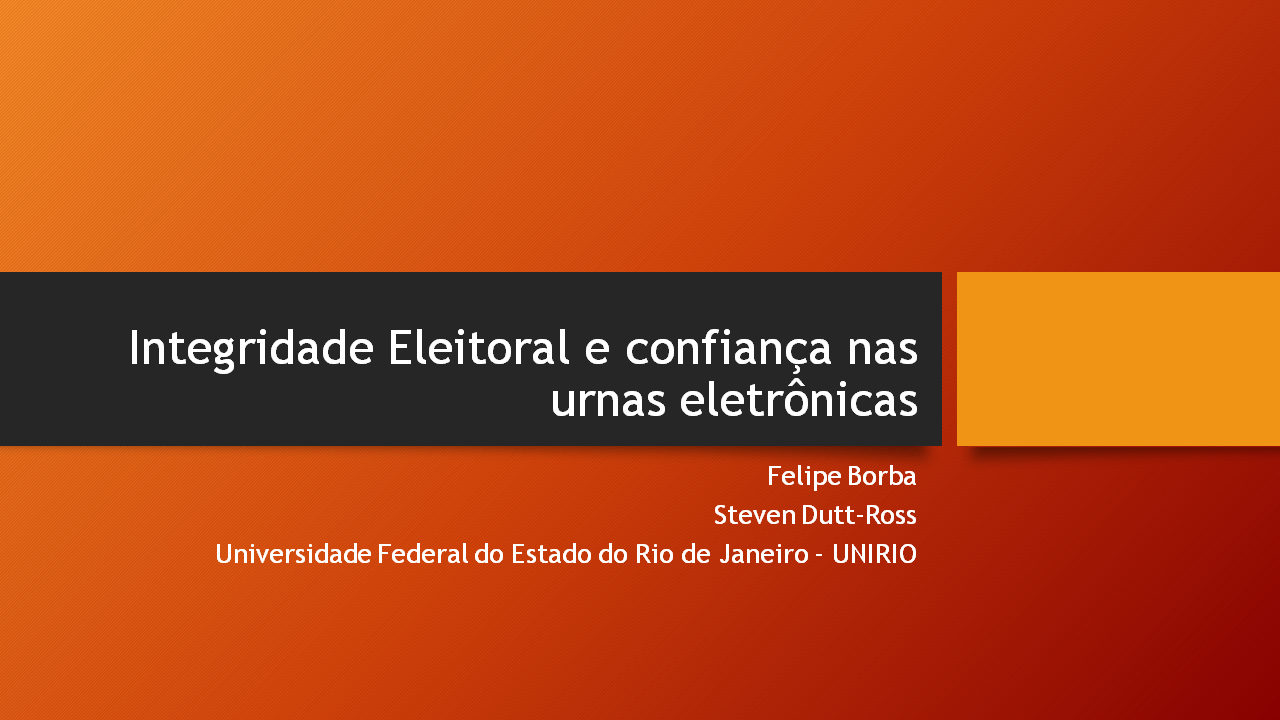 Integridade Eleitoral e confiança nas
urnas eletrônicas
Felipe Borba
Steven Dutt-Ross
Universidade Federal do Estado do Rio de Janeiro - UNIRIO